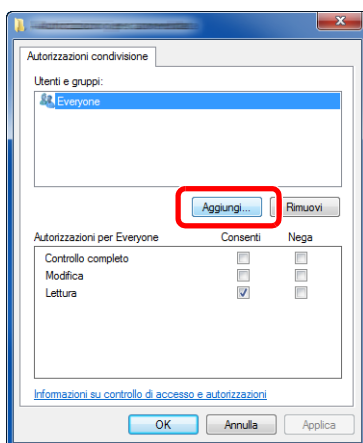 Autorizzazioni condivisione
Utenti e gruppi:
Everyone
Aggiungi... Rimuovi
Autorizzazioni per Everyone Consenti Nega
Controllo completo
Modifica
Lettura
Informazioni su controllo di accesso e autorizzazioni
OK Annulla Applica